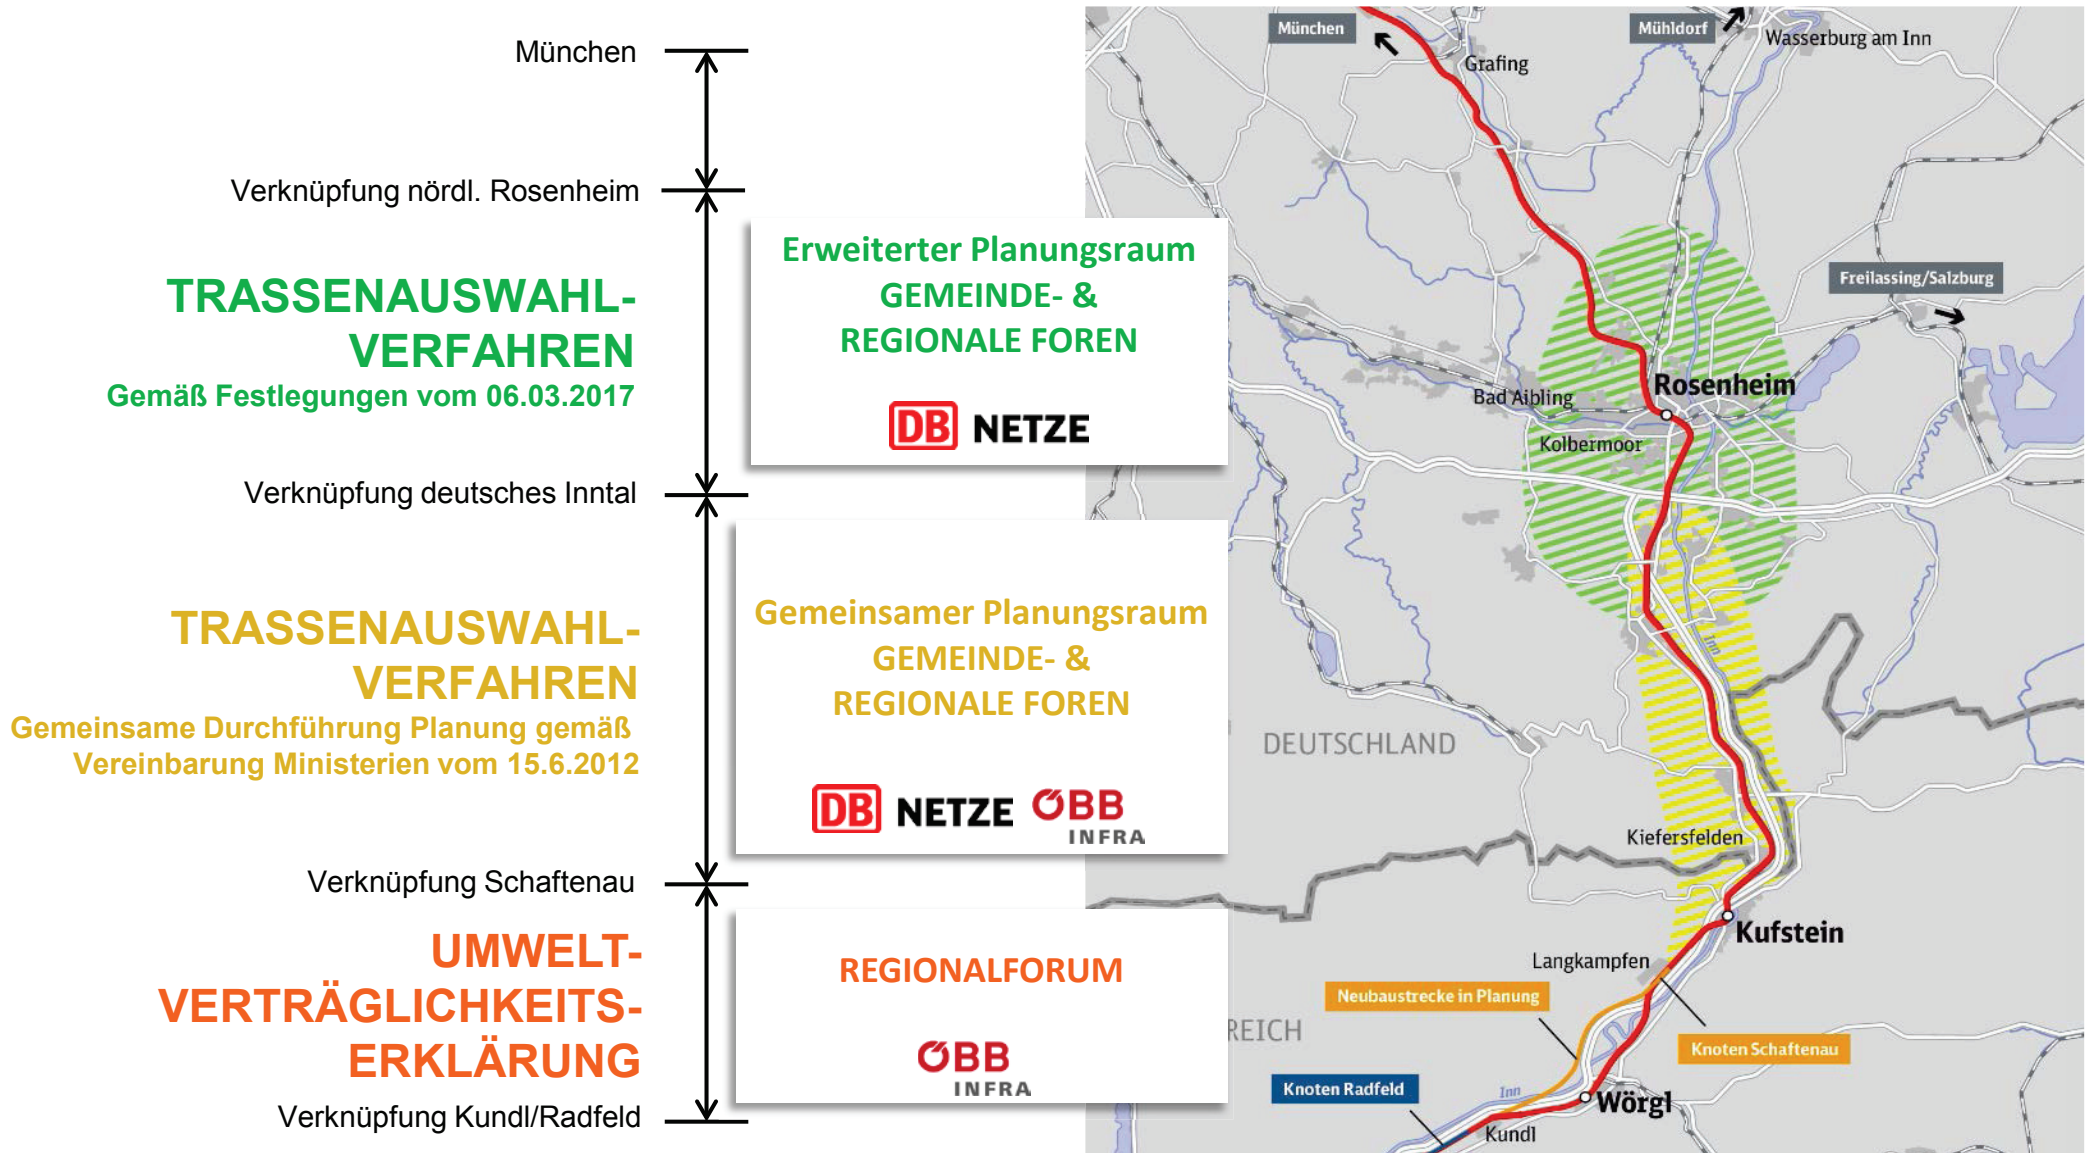 München
Verknüpfung nördl. Rosenheim
TRASSENAUSWAHL-
VERFAHREN
Gemäß Festlegungen vom 06.03.2017
Verknüpfung deutsches Inntal
TRASSENAUSWAHL-
VERFAHREN
Gemeinsame Durchführung Planung gemäß
Vereinbarung Ministerien vom 15.6.2012
Verknüpfung Schaftenau
UMWELT-
VERTRÄGLICHKEITS-
ERKLÄRUNG
Verknüpfung Kundl/Radfeld
Erweiterter Planungsraum
GEMEINDE- &
REGIONALE FOREN
DB NETZE
Gemeinsamer Planungsraum
GEMEINDE- &
REGIONALE FOREN
DB NETZE ÖBB
INFRA
REGIONALFORUM
ÖBB
INFRA
München
Mühldorf
Wasserburg am Inn
Grafing
Freilassing/Salzburg
Rosenheim
Bad Aibling
Kolbermoor
Inn
DEUTSCHLAND
Kiefersfelden
Kufstein
Langkampfen
Neubaustrecke in Planung
REICH
Knoten Schaftenau
Knoten Radfeld
Inn
Wörgl
Kundl